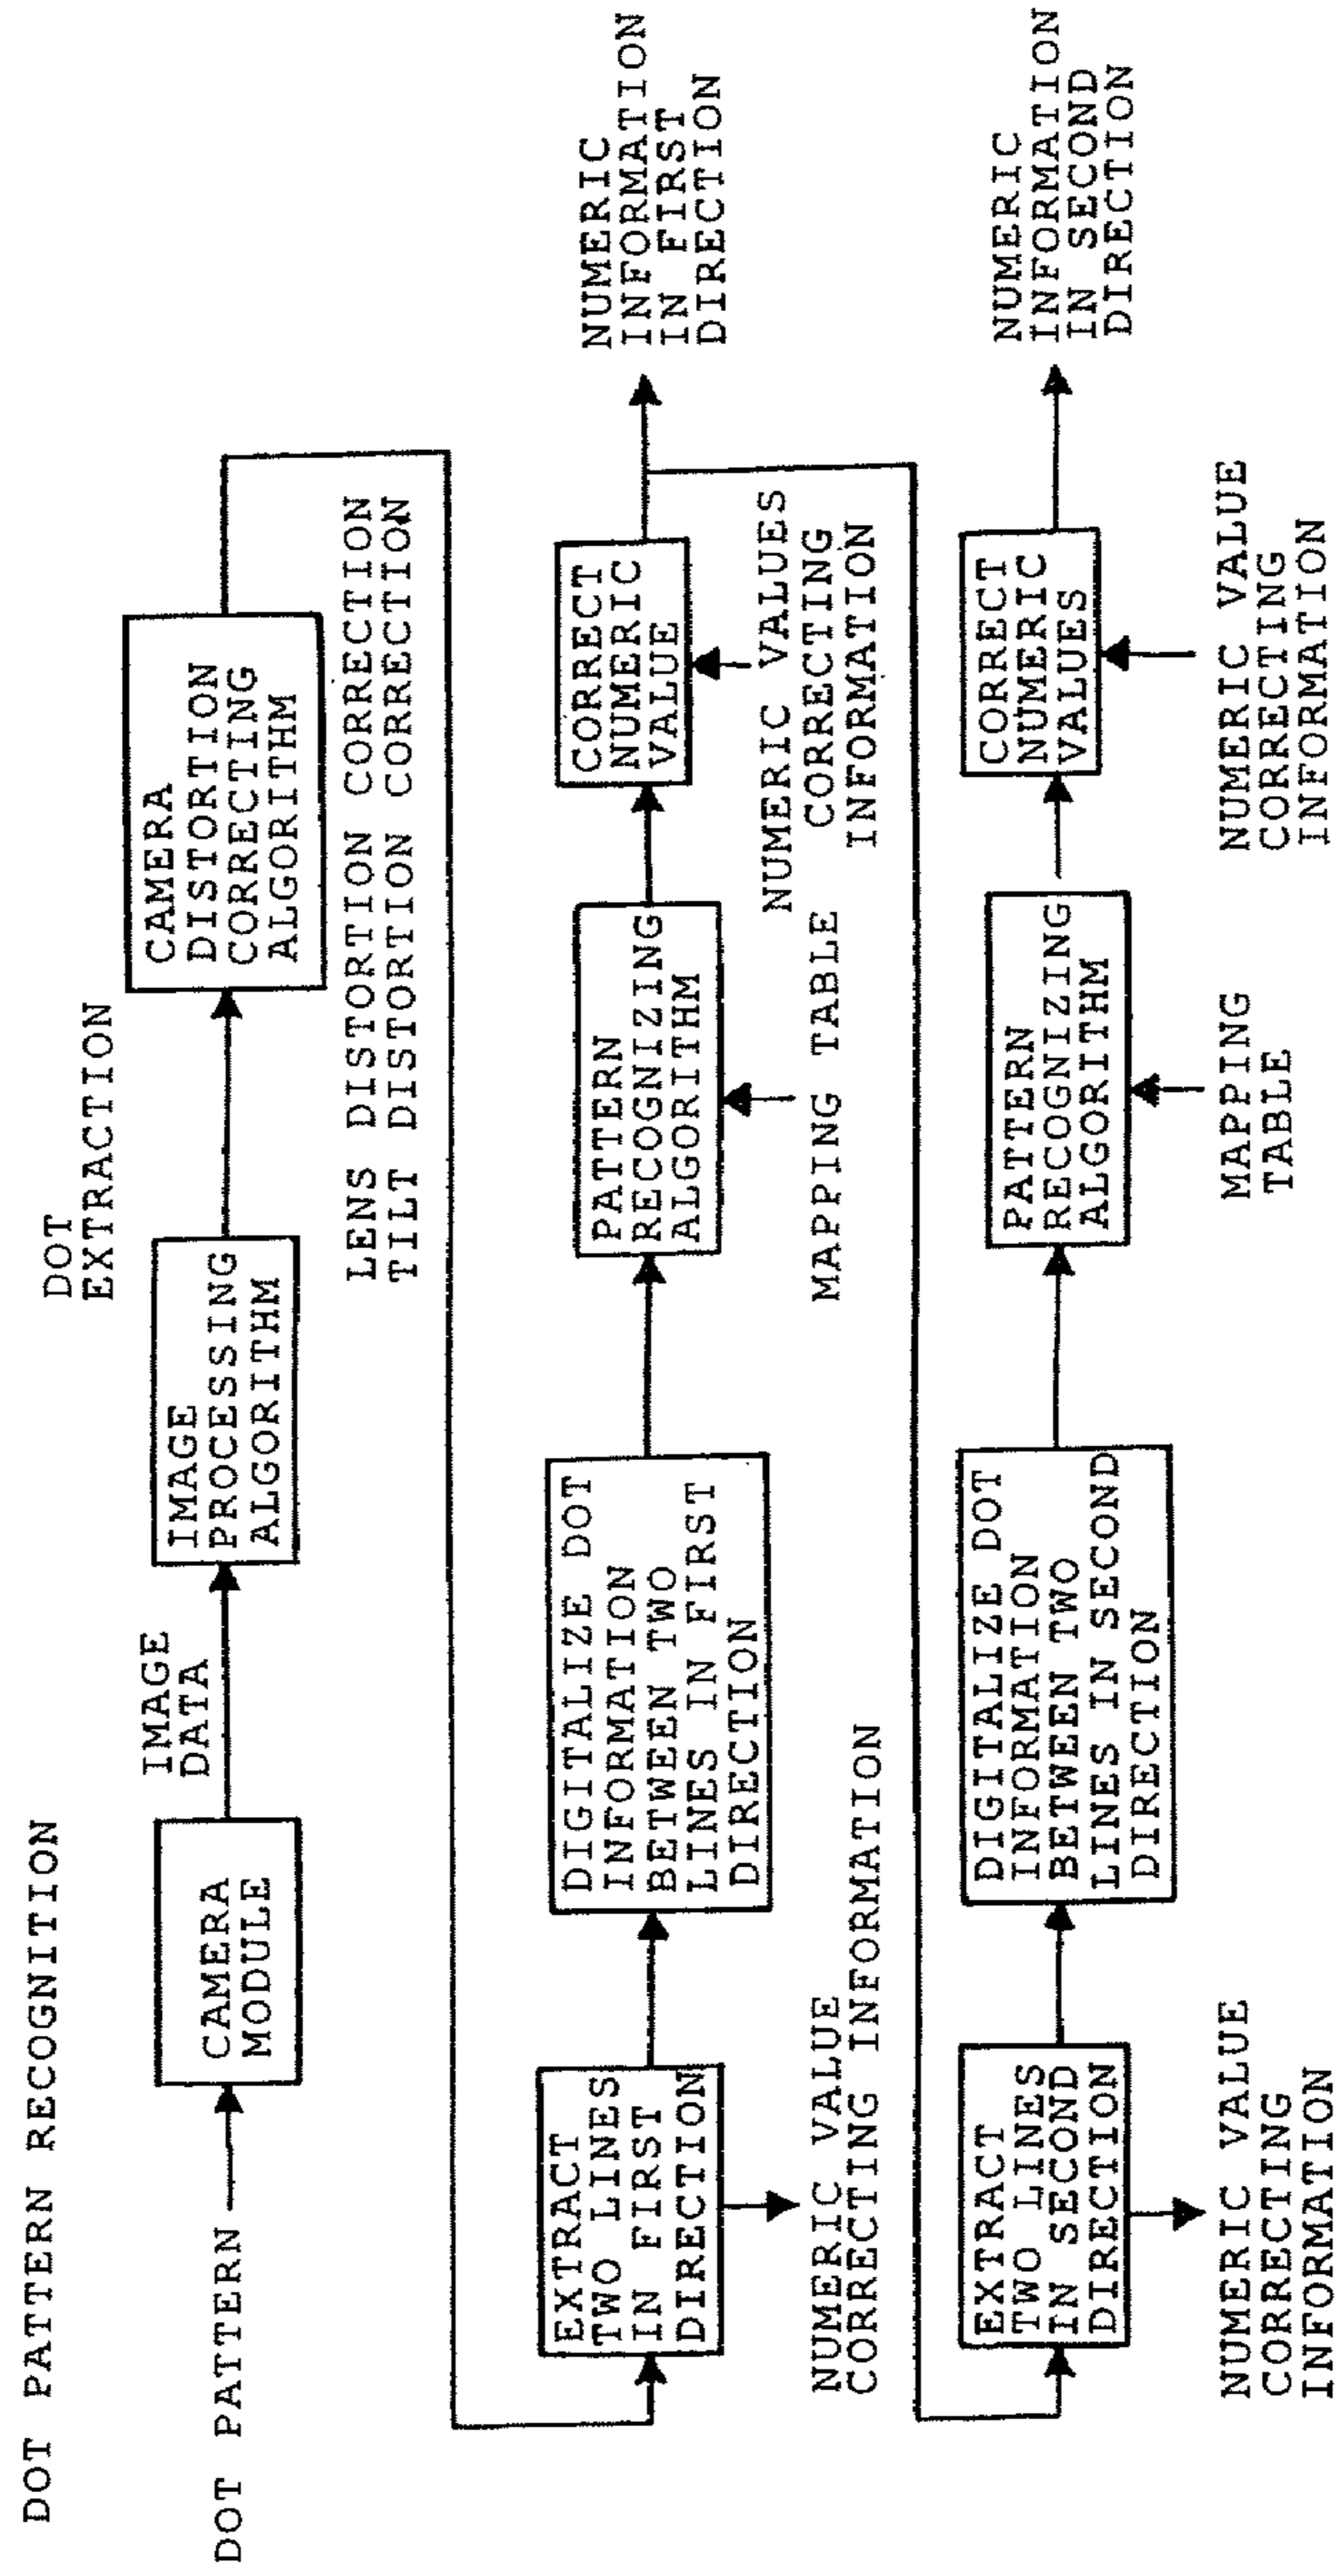 DOT PATTERN RECOGNITION
DOT PATTERN
CAMERA
MODULE
IMAGE
DATA
IMAGE
PROCESSING
ALGORITHM
DOT
EXTRACTION
CAMERA
DISTORTION
CORRECTING
ALGORITHM
LENS DISTORTION CORRECTION
TILT DISTORTION CORRECTION
EXTRACT
TWO LINES
IN FIRST
DIRECTION
NUMERIC VALUE
CORRECTING INFORMATION
DIGITALIZE DOT
INFORMATION
BETWEEN TWO
LINES IN FIRST
DIRECTION
PATTERN
RECOGNIZING
ALGORITHM
MAPPING TABLE
CORRECT
NUMERIC
VALUE
NUMERIC VALUES
CORRECTING
INFORMATION
NUMERIC
INFORMATION
IN FIRST
DIRECTION
EXTRACT
TWO LINES
IN SECOND
DIRECTION
NUMERIC VALUE
CORRECTING
INFORMATION
DIGITALIZE DOT
INFORMATION
BETWEEN TWO
LINES IN SECOND
DIRECTION
PATTERN
RECOGNIZING
ALGORITHM
MAPPING
TABLE
CORRECT
NUMERIC
VALUES
NUMERIC VALUE
CORRECTING
INFORMATION
NUMERIC
INFORMATION
IN SECOND
DIRECTION